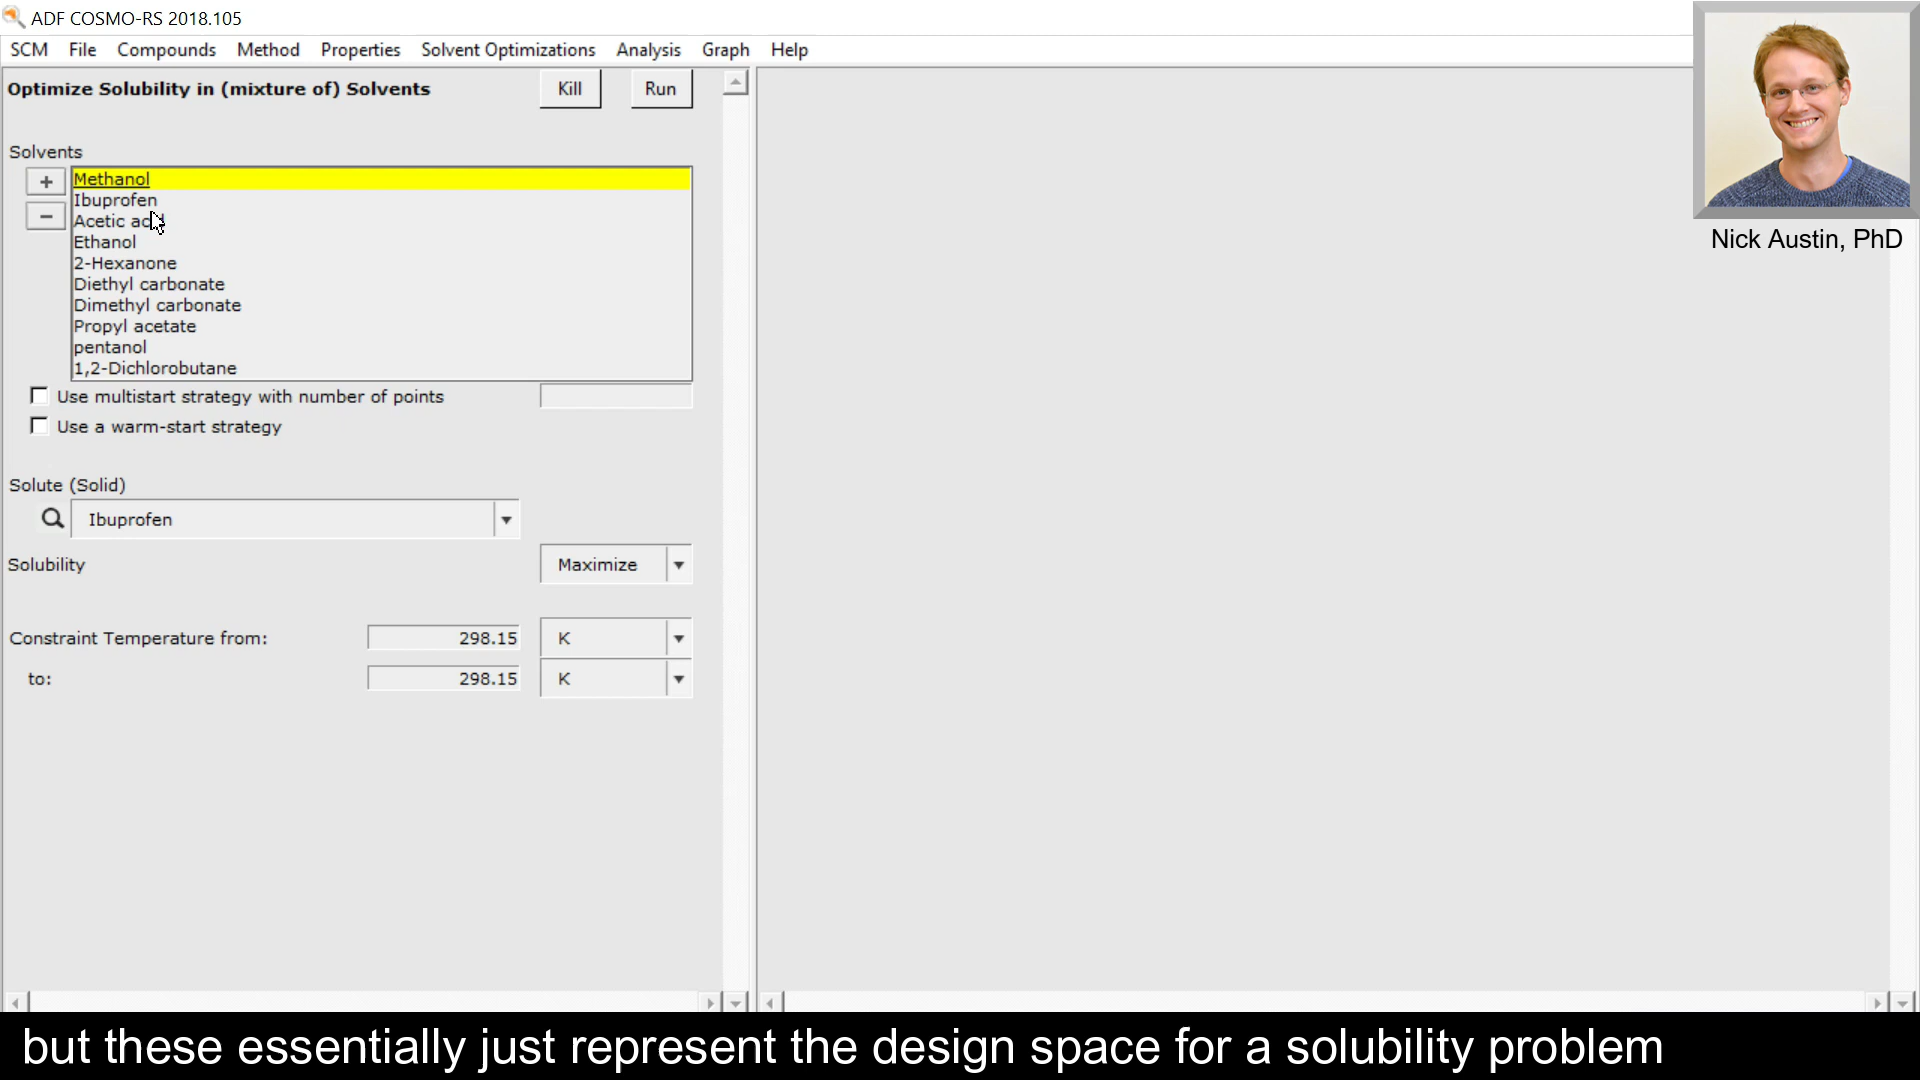 ADF COSMO-RS 2018.105
SCM File Compounds Method Properties Solvent Optimizations Analysis Graph Help
Optimize Solubility in (mixture of) Solvents Kill Run
Solvents
+ Methanol
Ibuprofen
- Acetic acid
Ethanol
2-Hexanone
Diethyl carbonate
Dimethyl carbonate
Propyl acetate
pentanol
1,2-Dichlorobutane
Use multistart strategy with number of points
Use a warm-start strategy
Solute (Solid)
Ibuprofen
Solubility Maximize
Constraint Temperature from: 298.15 K
to: 298.15 K
Nick Austin, PhD
but these essentially just represent the design space for a solubility problem